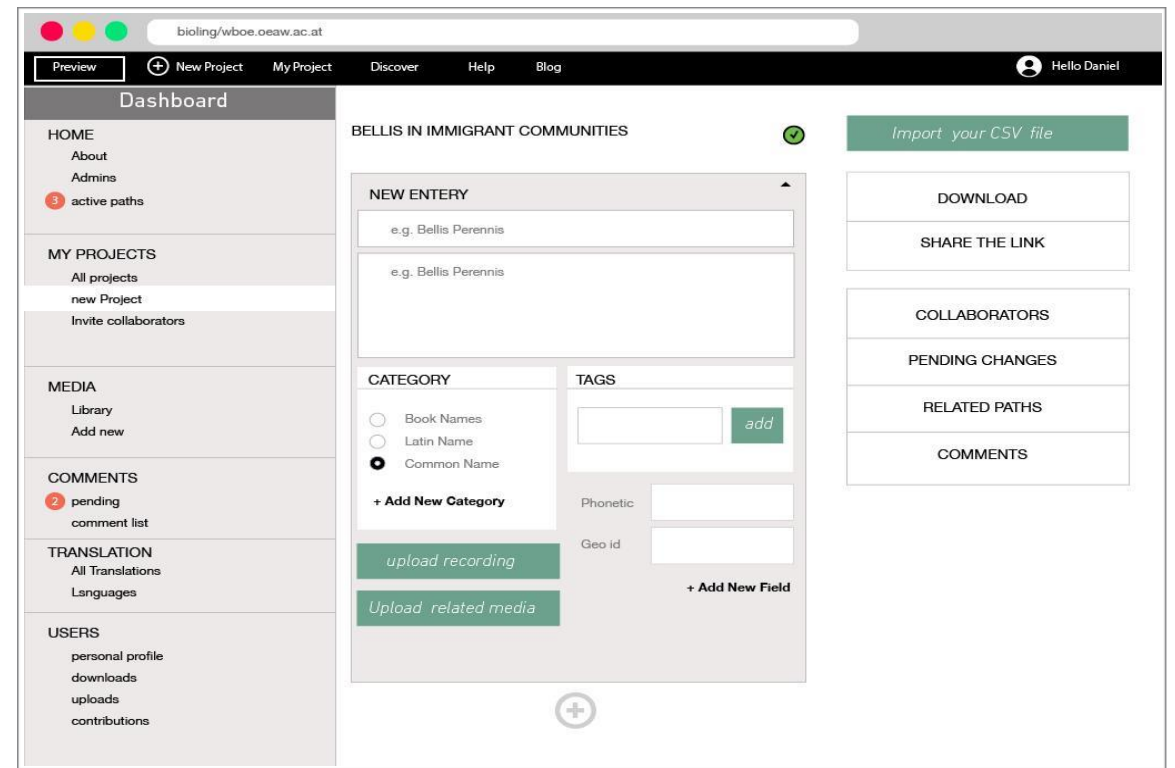 bioling/wboe.oeaw.ac.at
Preview New Project My Project Discover Help Blog Hello Daniel
Dashboard
HOME
About
Admins
3 active paths
MY PROJECTS
All projects
new Project
Invite collaborators
MEDIA
Library
Add new
COMMENTS
2 pending
comment list
TRANSLATION
All Translations
Lsnguages
USERS
personal profile
downloads
uploads
contributions
BELLIS IN IMMIGRANT COMMUNITIES
NEW ENTERY
e.g. Bellis Perennis
e.g. Bellis Perennis
CATEGORY
Book Names
Latin Name
Common Name
+ Add New Category
upload recording
Upload related media
TAGS
add
Phonetic
Geo id
+ Add New Field
Import your CSV file
DOWNLOAD
SHARE THE LINK
COLLABORATORS
PENDING CHANGES
RELATED PATHS
COMMENTS